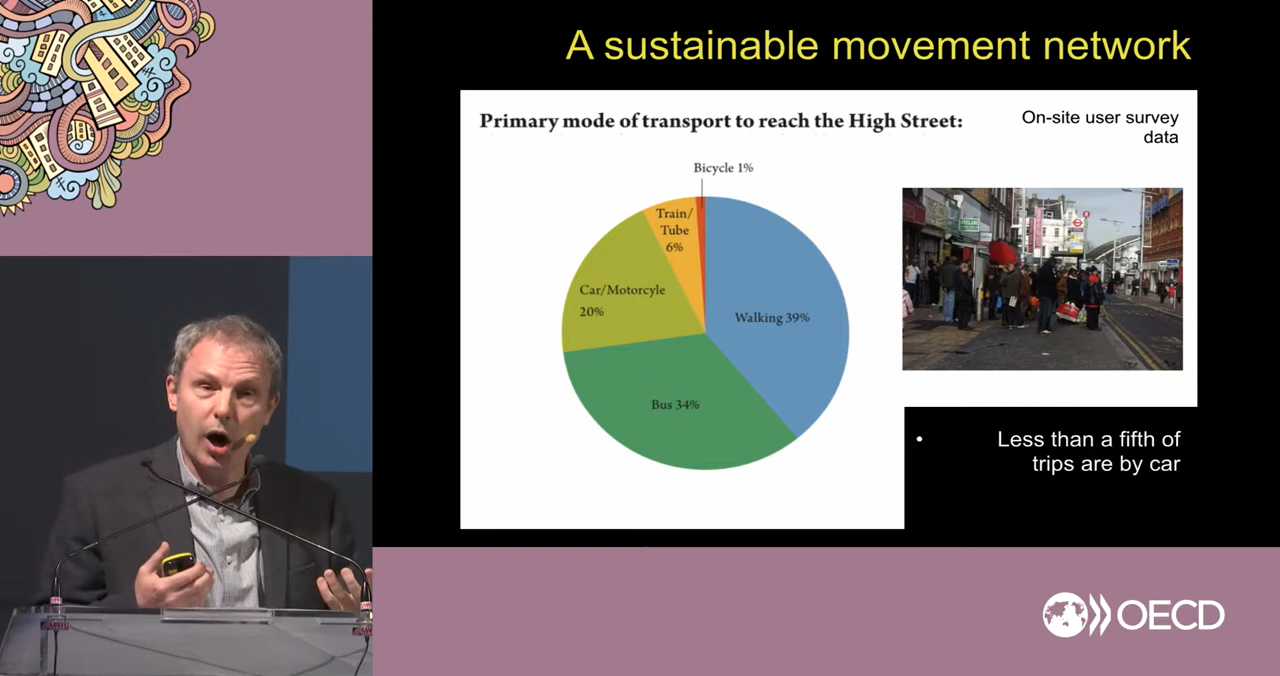 A sustainable movement network
Primary mode of transport to reach the High Street:
On-site user survey
data
Bicycle 1%
Train/
Tube
6%
Car/Motorcyle
20%
Walking 39%
Bus 34%
• Less than a fifth of
trips are by car
OECD